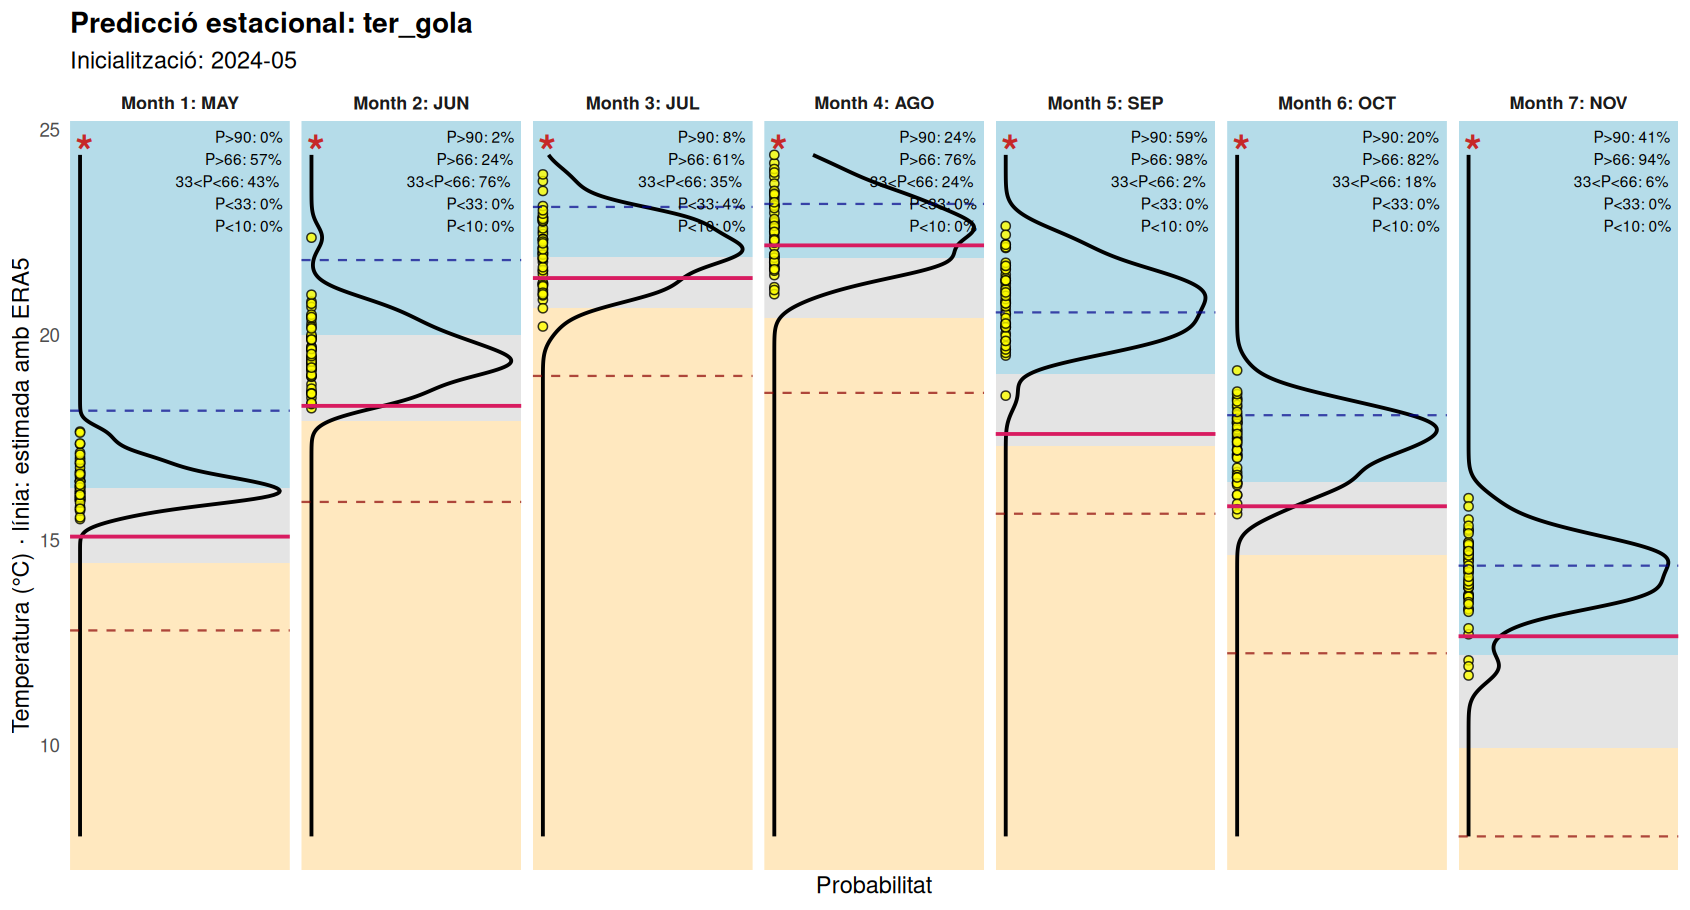 Predicció estacional: ter_gola
Inicialització: 2024-05
Month 1: MAY
Month 2: JUN
Month 3: JUL
Month 4: AGO
Month 5: SEP
Month 6: OCT
Month 7: NOV
Temperatura (°C) · línia: estimada amb ERA5
25
20
15
10
*
P>90: 0%
P>66: 57%
33<P<66: 43%
P<33: 0%
P<10: 0%
*
P>90: 2%
P>66: 24%
33<P<66: 76%
P<33: 0%
P<10: 0%
*
P>90: 8%
P>66: 61%
33<P<66: 35%
P<33: 4%
P<10: 0%
*
P>90: 24%
P>66: 76%
33<P<66: 24%
P<33: 0%
P<10: 0%
*
P>90: 59%
P>66: 98%
33<P<66: 2%
P<33: 0%
P<10: 0%
*
P>90: 20%
P>66: 82%
33<P<66: 18%
P<33: 0%
P<10: 0%
*
P>90: 41%
P>66: 94%
33<P<66: 6%
P<33: 0%
P<10: 0%
Probabilitat